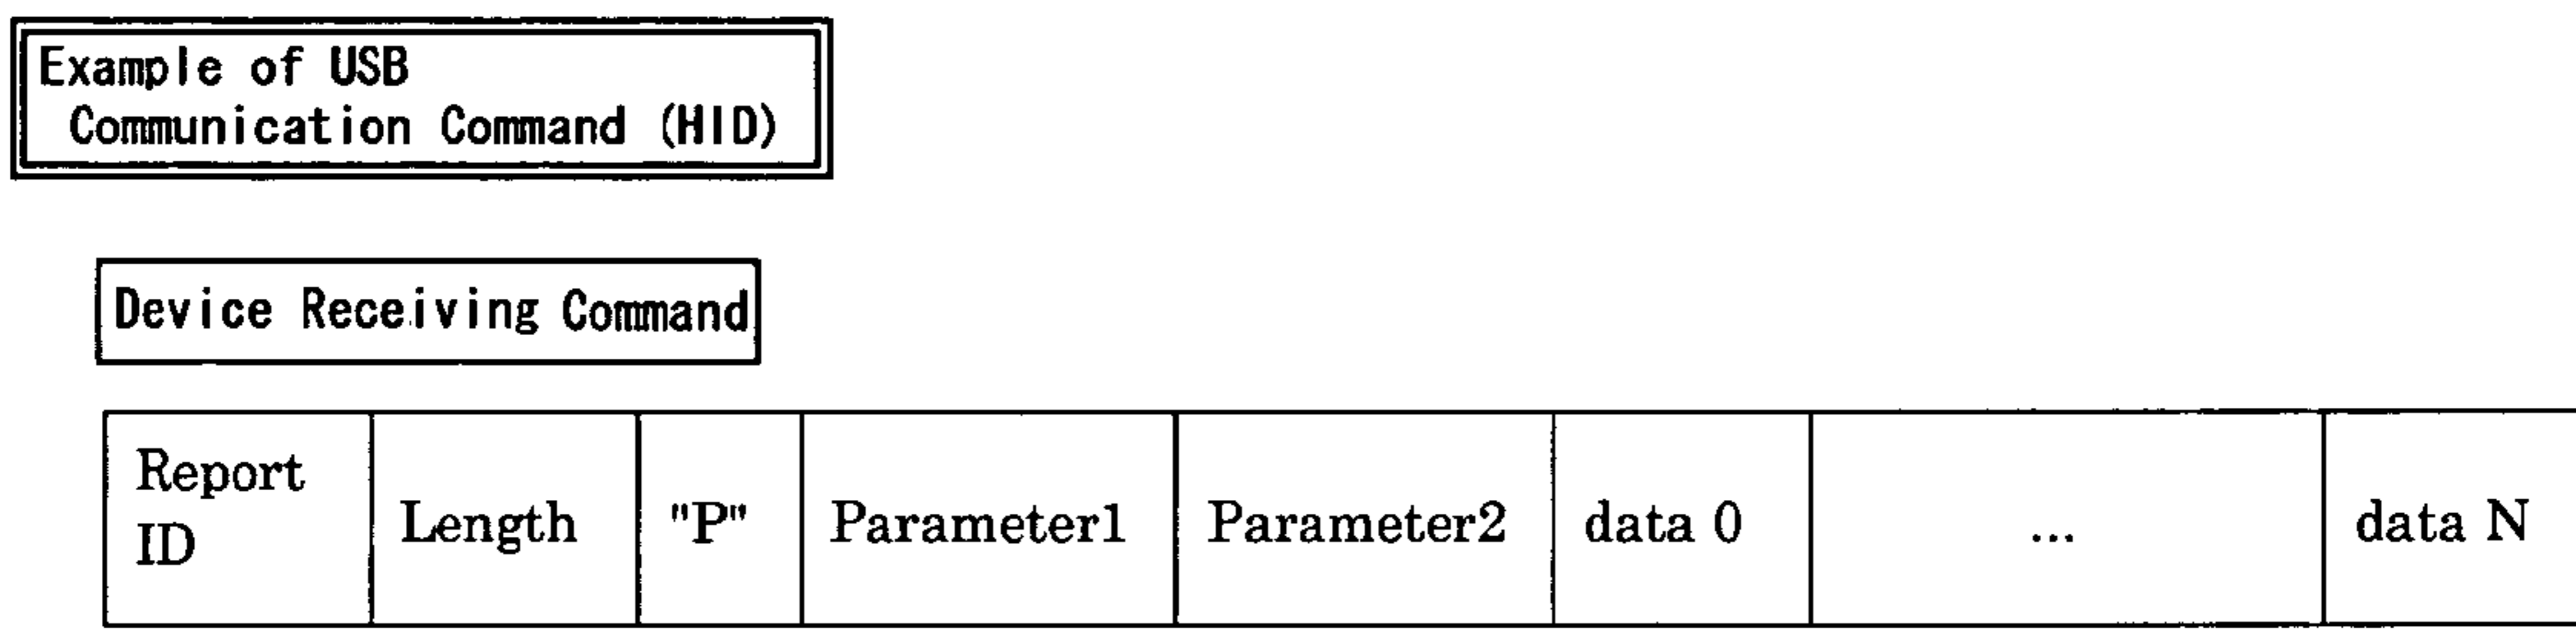 Example of USB
Communication Command (HID)
Device Receiving Command
Report ID Length "P" Parameter1 Parameter2 data 0 ... data N